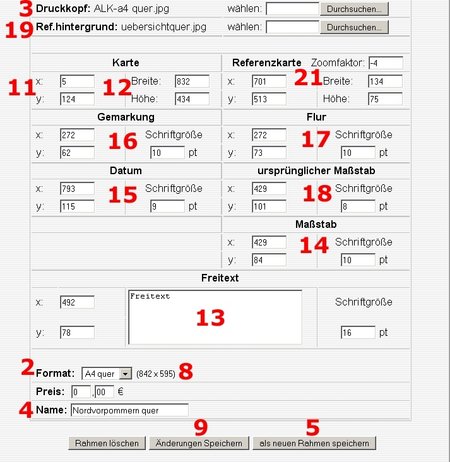 3 Druckkopf: ALK-a4 quer.jpg wählen: Durchsuchen...
19 Ref.hintergrund: uebersichtquer.jpg wählen: Durchsuchen...
Karte Referenzkarte Zoomfaktor: -4
11 x: 5 12 Breite: 832 x: 701 21 Breite: 134
y: 124 Höhe: 434 y: 513 Höhe: 75
Gemarkung Flur
x: 272 16 Schriftgröße x: 272 17 Schriftgröße
y: 62 10 pt y: 73 10 pt
Datum ursprünglicher Maßstab
x: 793 15 Schriftgröße x: 429 18 Schriftgröße
y: 115 9 pt y: 101 8 pt
Maßstab
x: 429 14 Schriftgröße
y: 84 10 pt
Freitext
x: 492 Freitext Schriftgröße
13
y: 78 16 pt
2 Format: A4 quer (842 x 595) 8
Preis: 0 ,00 €
4 Name: Nordvorpommern quer
9 5
Rahmen löschen Änderungen Speichern als neuen Rahmen speichern